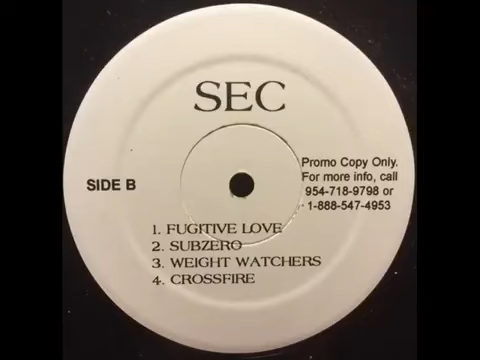 SEC
Promo Copy Only.
For more info, call
954-718-9798 or
1-888-547-4953
SIDE B
1. FUGITIVE LOVE
2. SUBZERO
3. WEIGHT WATCHERS
4. CROSSFIRE